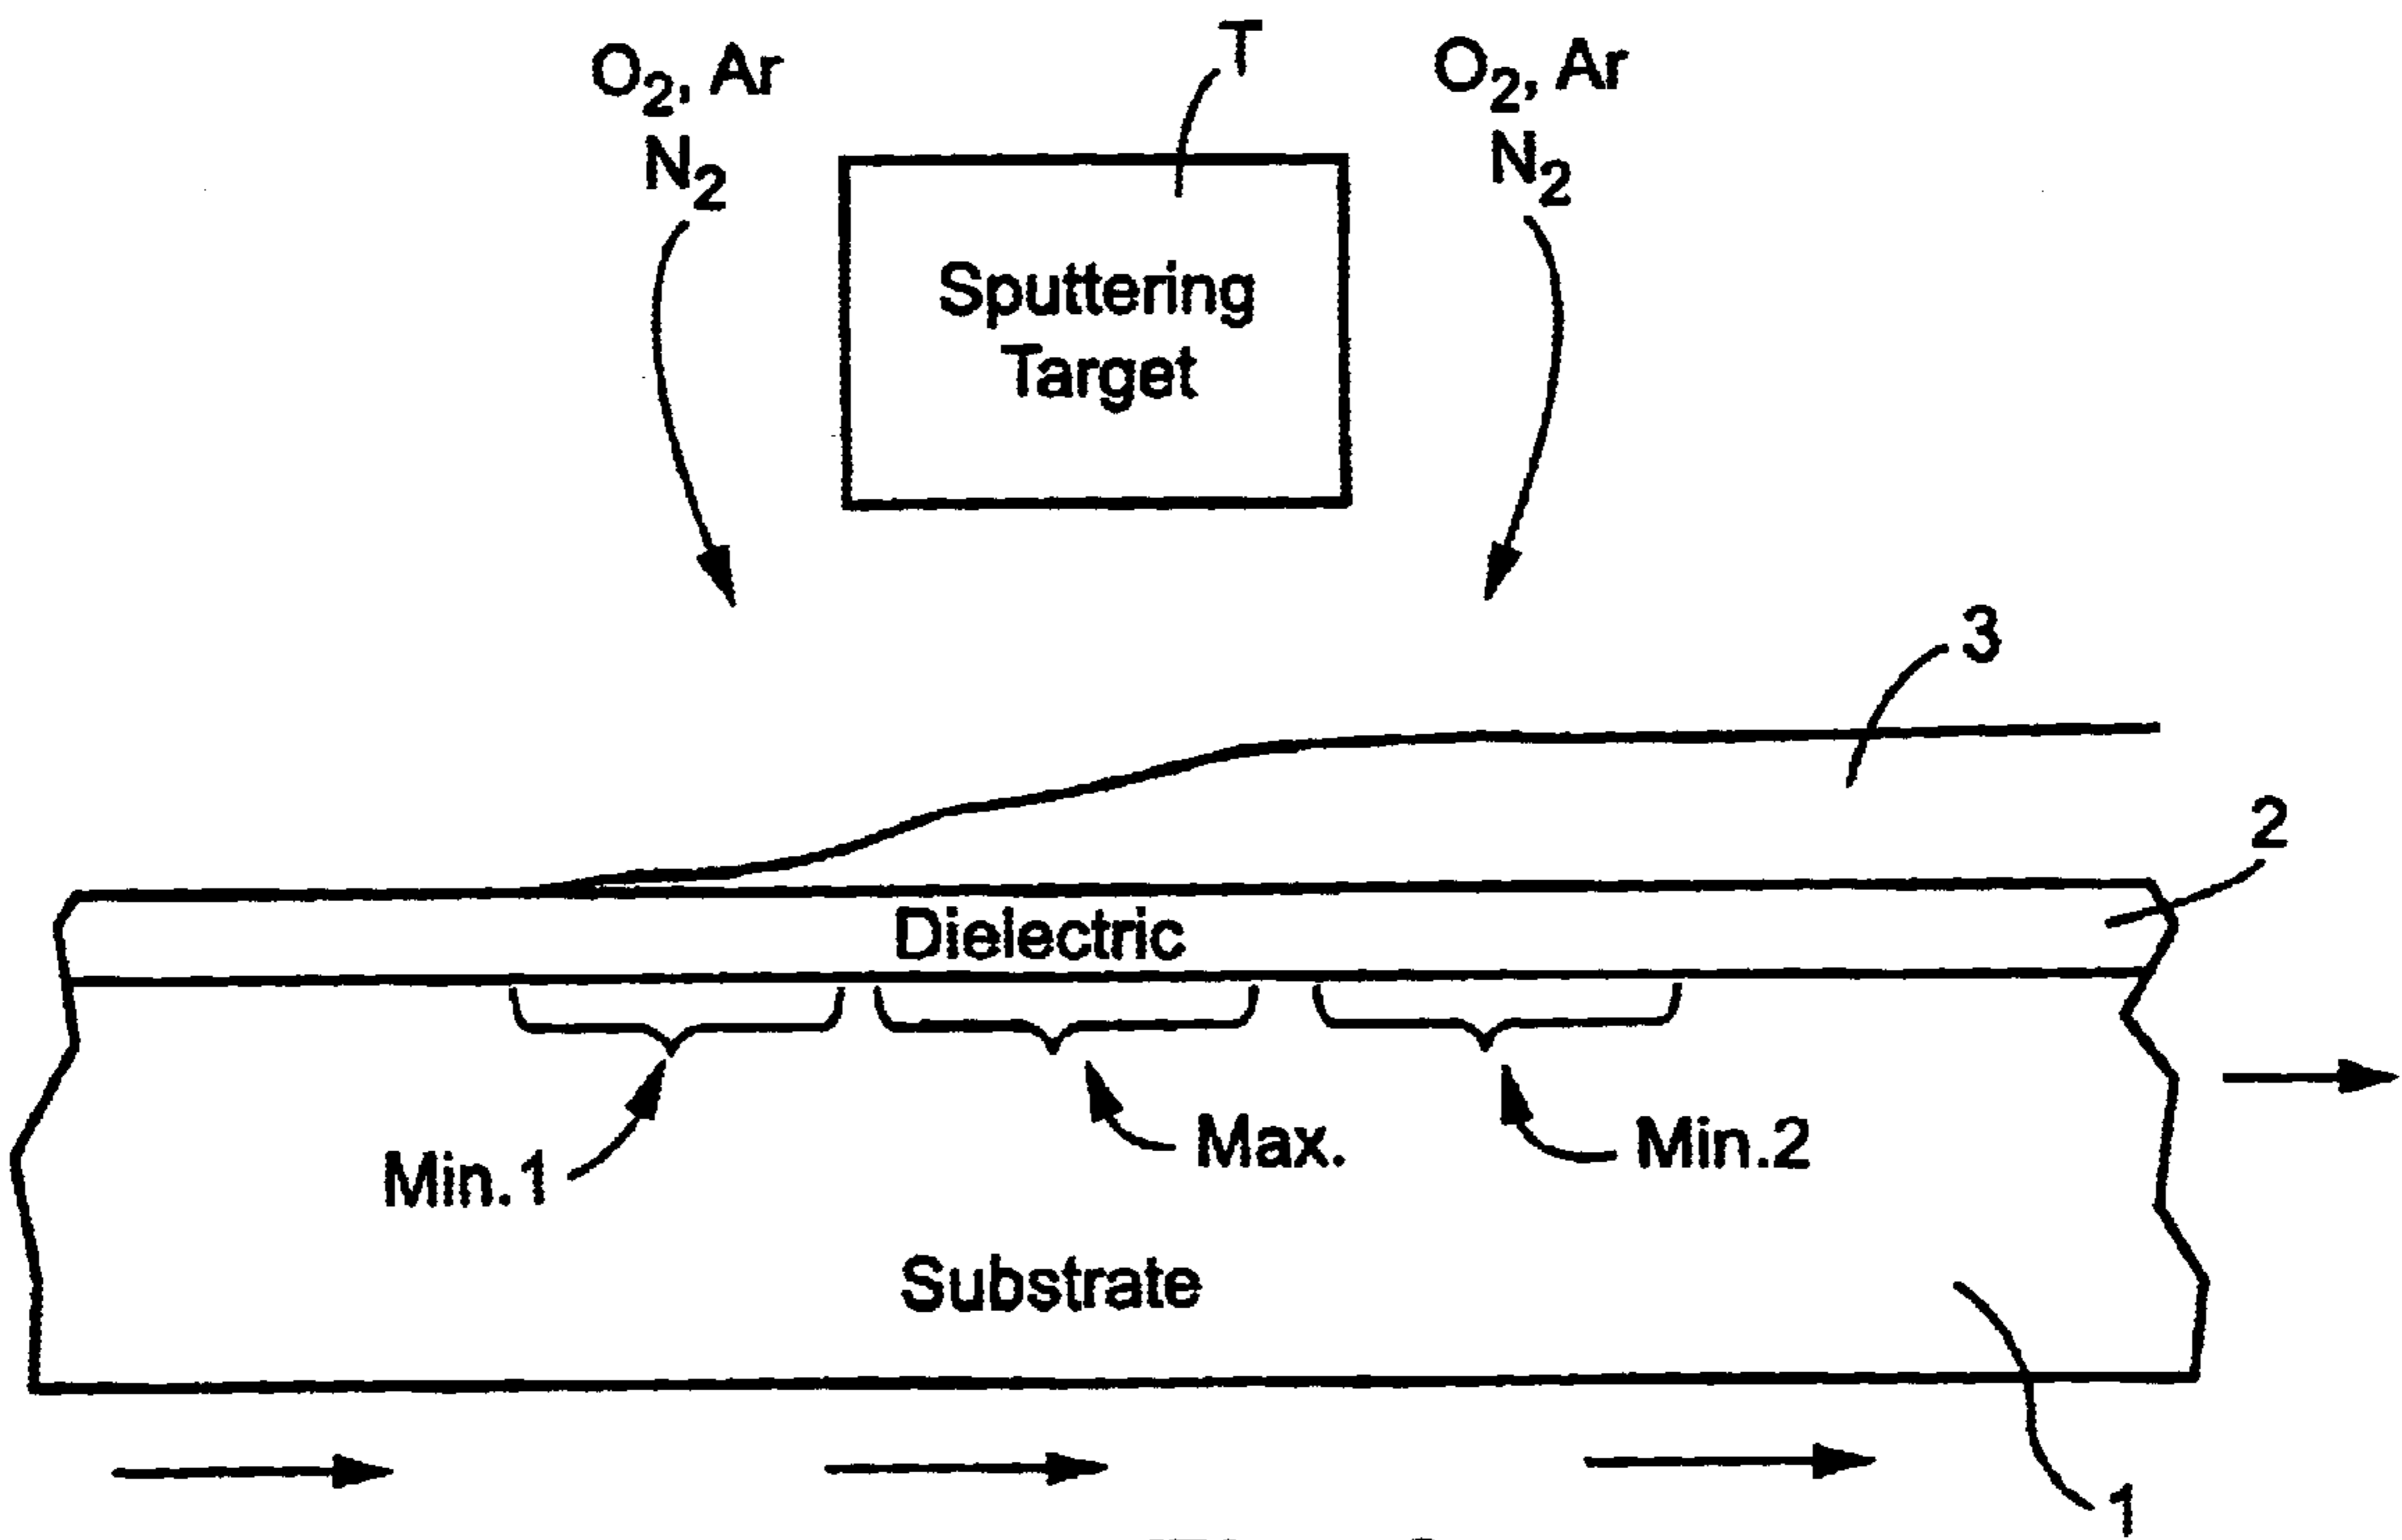 T
O2, Ar
N2
O2, Ar
N2
Sputtering
Target
3
2
Dielectric
Min.1
Max.
Min.2
Substrate
1